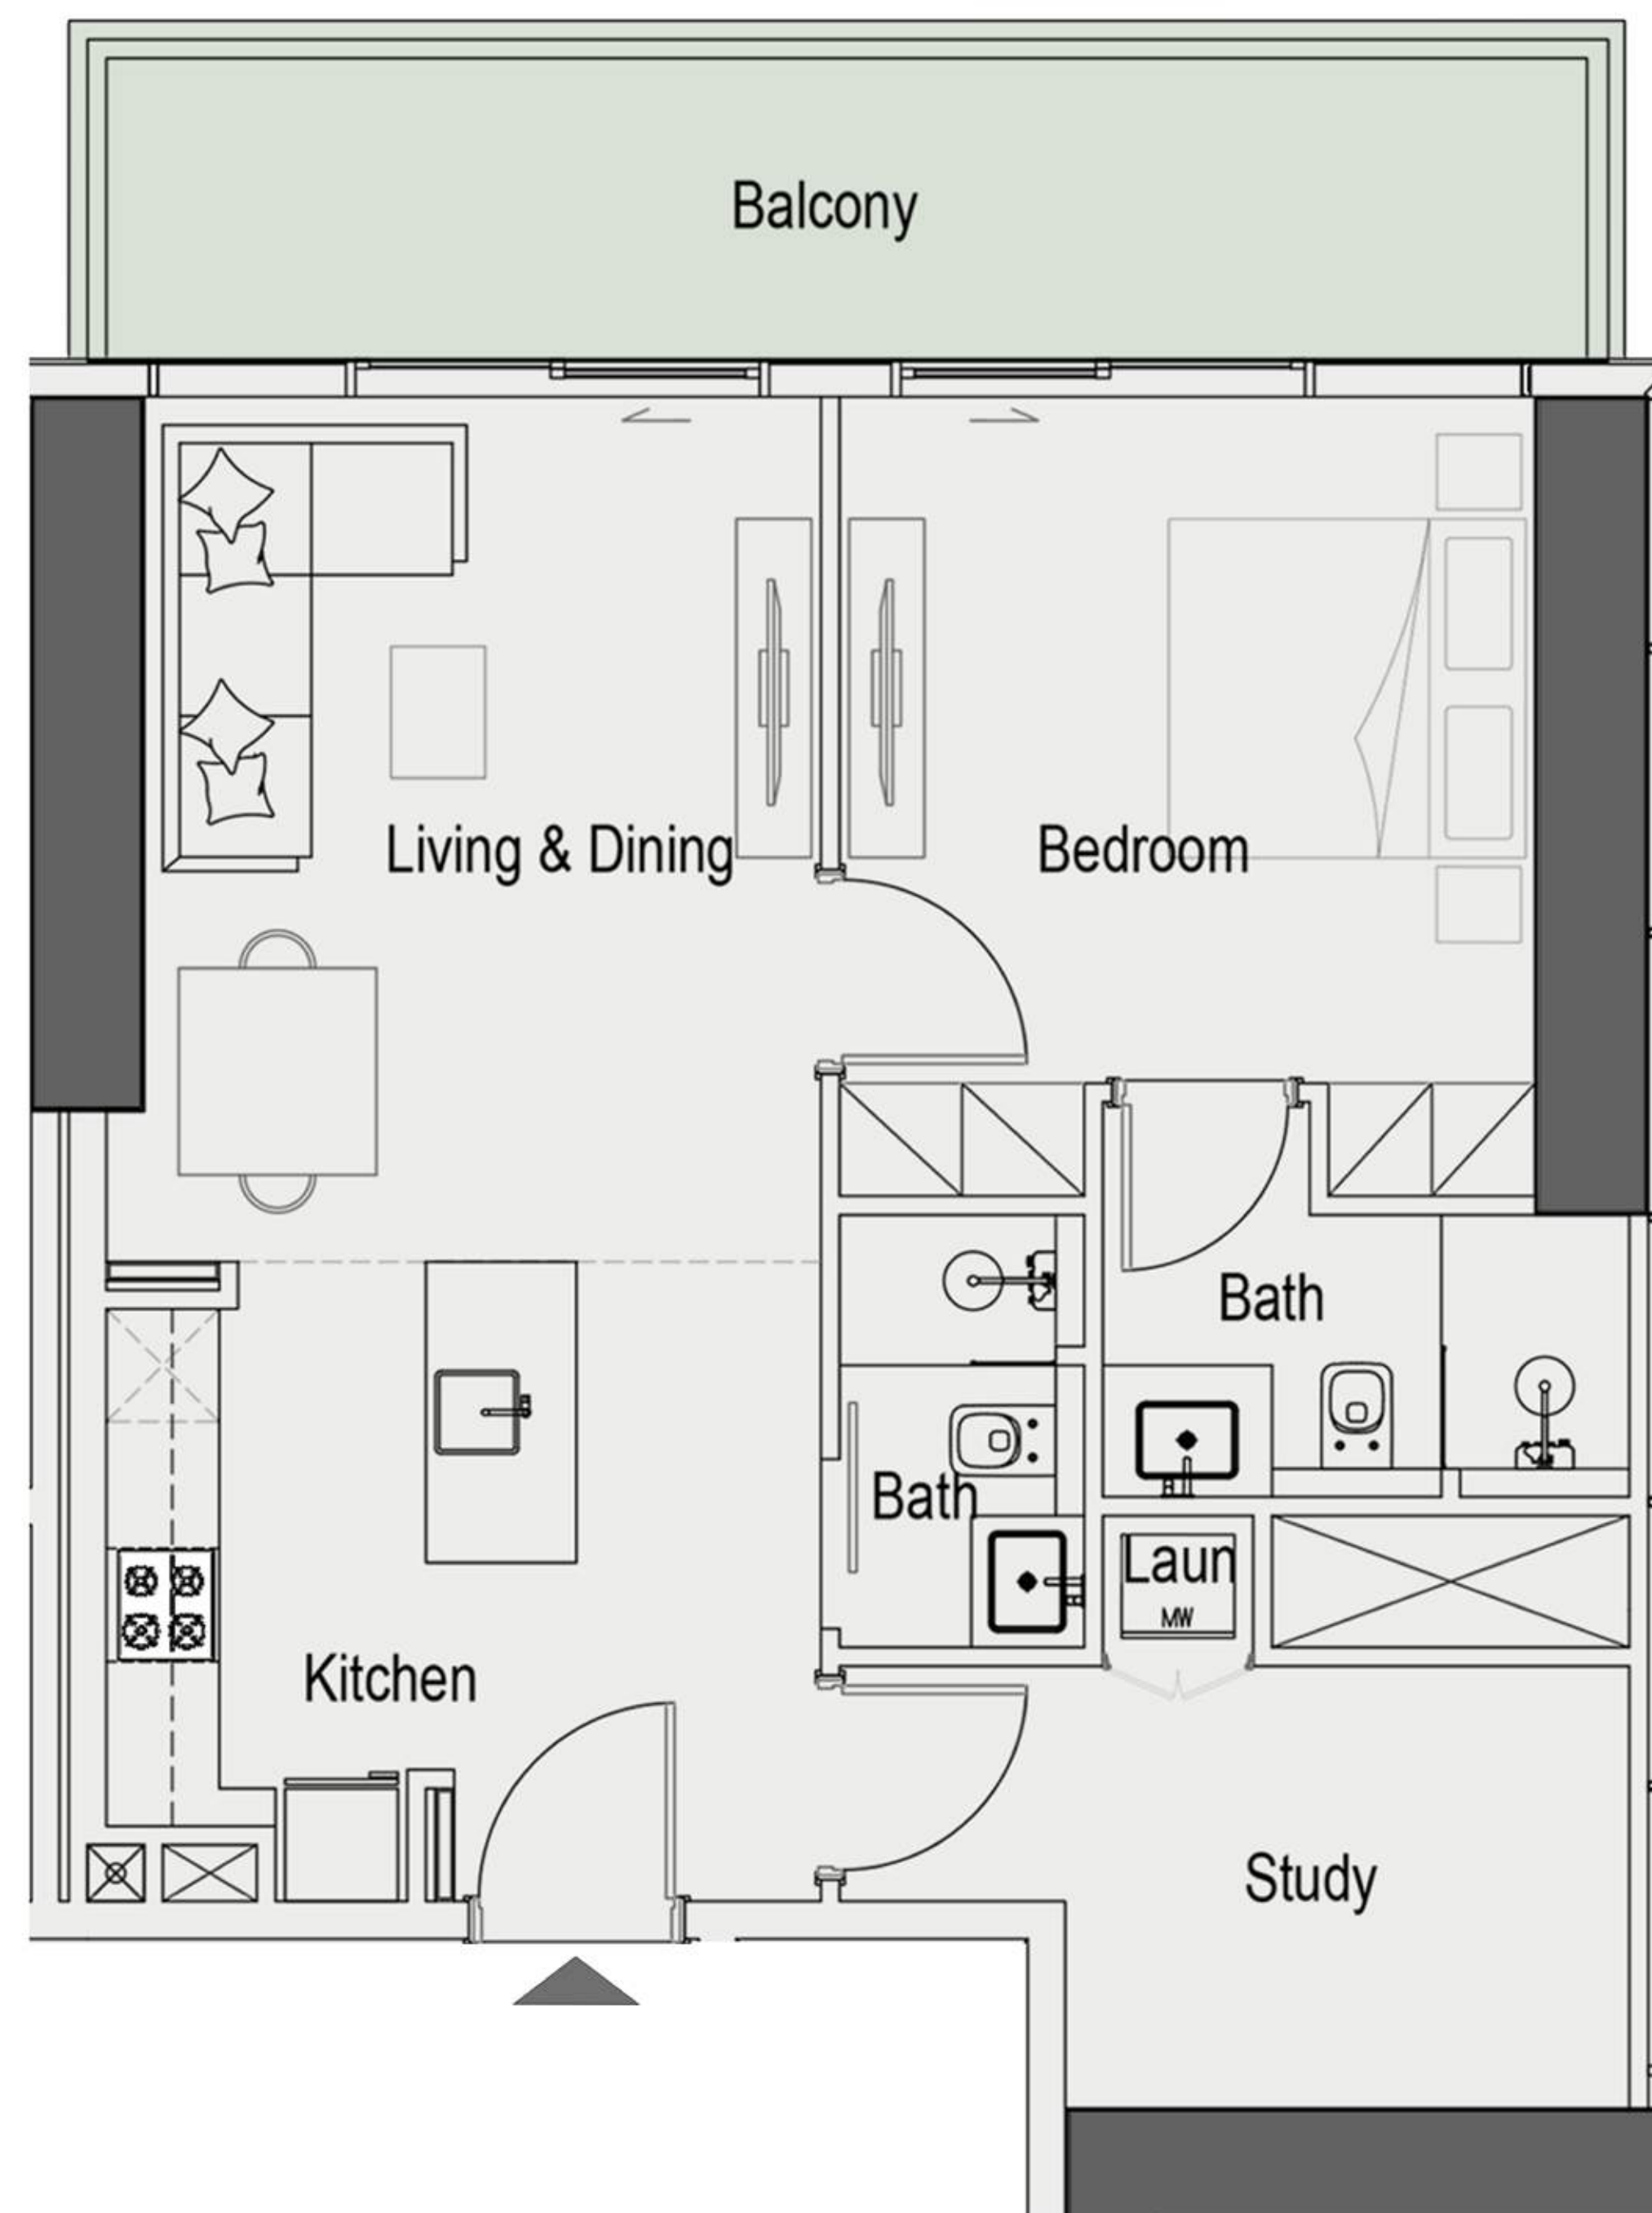 Balcony
Living & Dining
Bedroom
Bath
Bath
Laun
MW
Kitchen
Study